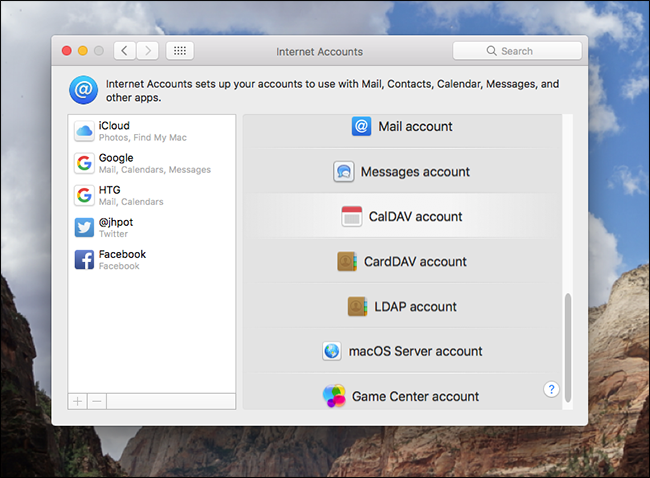 Internet Accounts
Search
Internet Accounts sets up your accounts to use with Mail, Contacts, Calendar, Messages, and
other apps.
iCloud
Photos, Find My Mac
Google
Mail, Calendars, Messages
HTG
Mail, Calendars
@jhpot
Twitter
Facebook
Facebook
Mail account
Messages account
CalDAV account
CardDAV account
LDAP account
macOS Server account
Game Center account
?